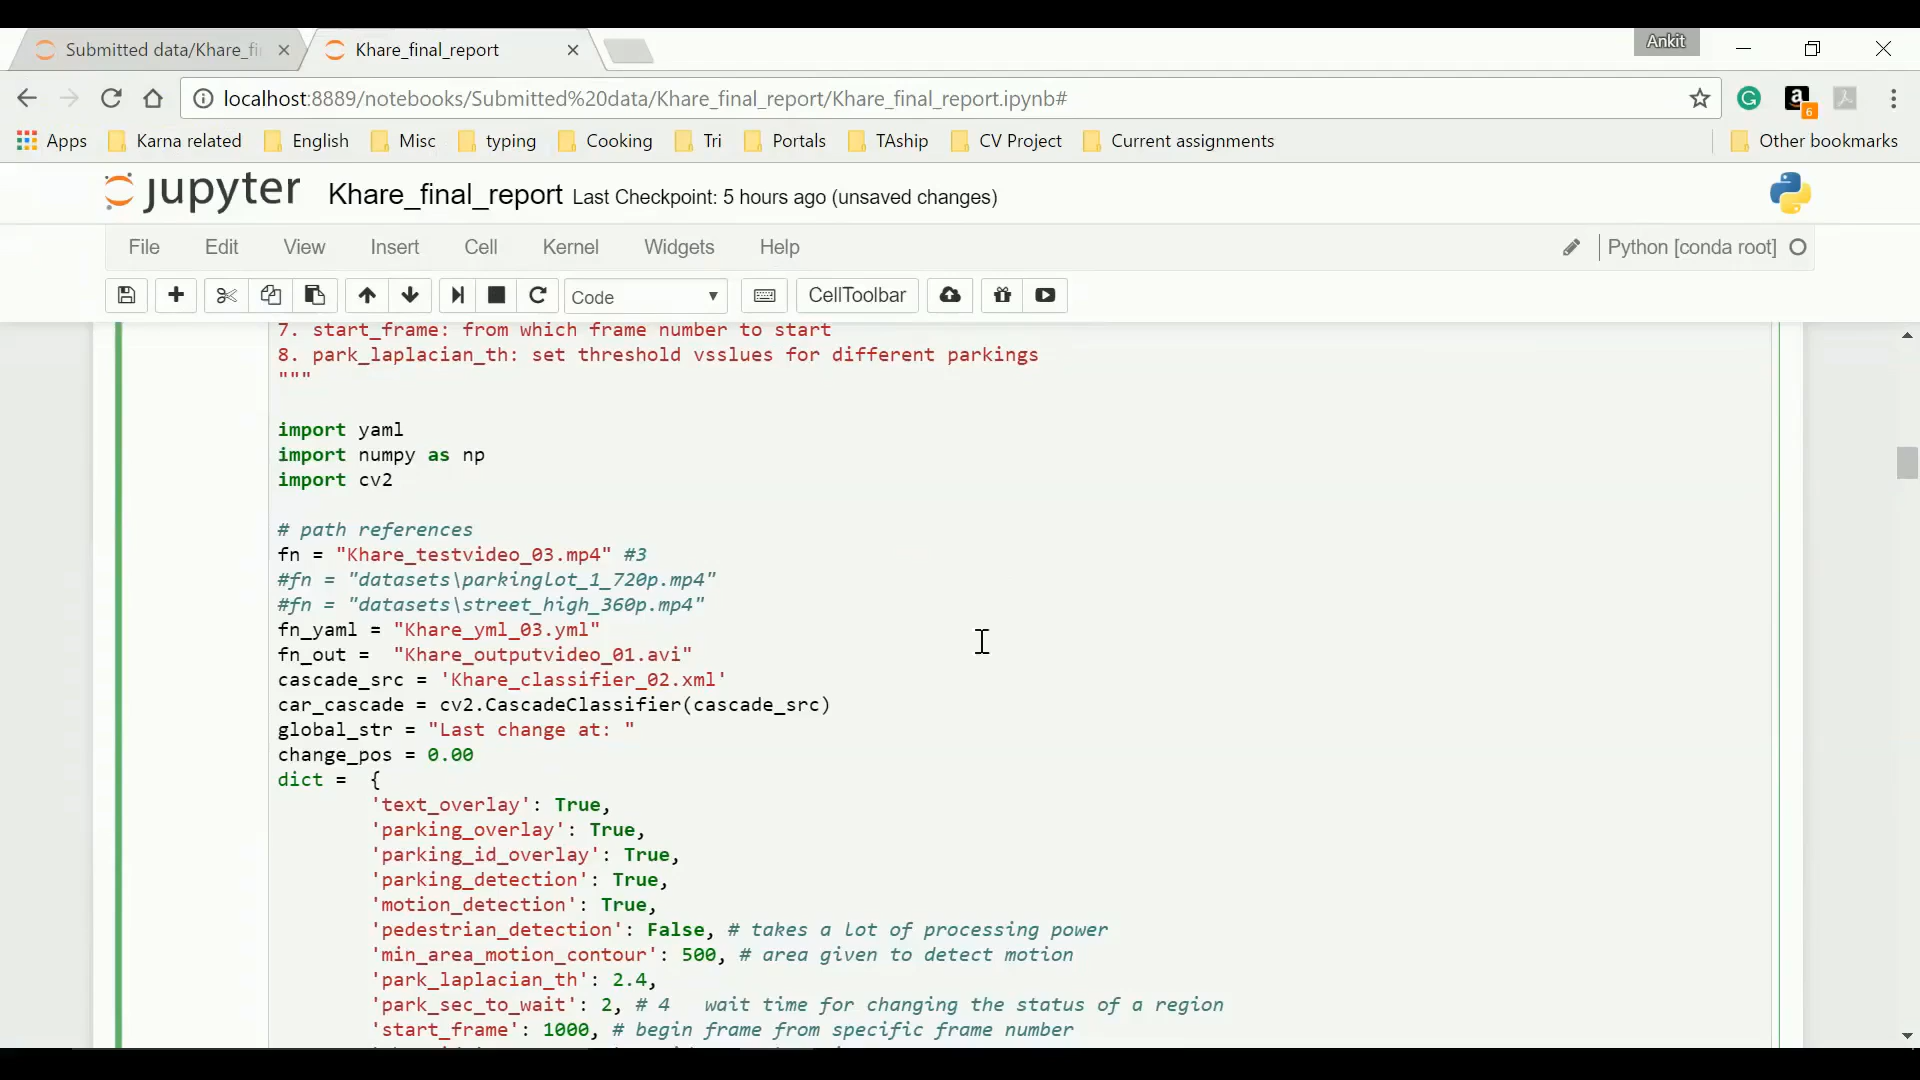 Submitted data/Khare_fi
Khare_final_report
Ankit
localhost:8889/notebooks/Submitted%20data/Khare_final_report/Khare_final_report.ipynb#
6
Apps Karna related English Misc typing Cooking Tri Portals TAship CV Project Current assignments Other bookmarks
jupyter Khare_final_report Last Checkpoint: 5 hours ago (unsaved changes)
File Edit View Insert Cell Kernel Widgets Help Python [conda root]
Code CellToolbar
7. start_frame: from which frame number to start
8. park_laplacian_th: set threshold vsslues for different parkings
"""
import yaml
import numpy as np
import cv2
# path references
fn = "Khare_testvideo_03.mp4" #3
#fn = "datasets\parkinglot_1_720p.mp4"
#fn = "datasets\street_high_360p.mp4"
fn_yaml = "Khare_yml_03.yml"
fn_out =  "Khare_outputvideo_01.avi"
cascade_src = 'Khare_classifier_02.xml'
car_cascade = cv2.CascadeClassifier(cascade_src)
global_str = "Last change at: "
change_pos = 0.00
dict =  {
'text_overlay': True,
'parking_overlay': True,
'parking_id_overlay': True,
'parking_detection': True,
'motion_detection': True,
'pedestrian_detection': False, # takes a lot of processing power
'min_area_motion_contour': 500, # area given to detect motion
'park_laplacian_th': 2.4,
'park_sec_to_wait': 2, # 4   wait time for changing the status of a region
'start_frame': 1000, # begin frame from specific frame number